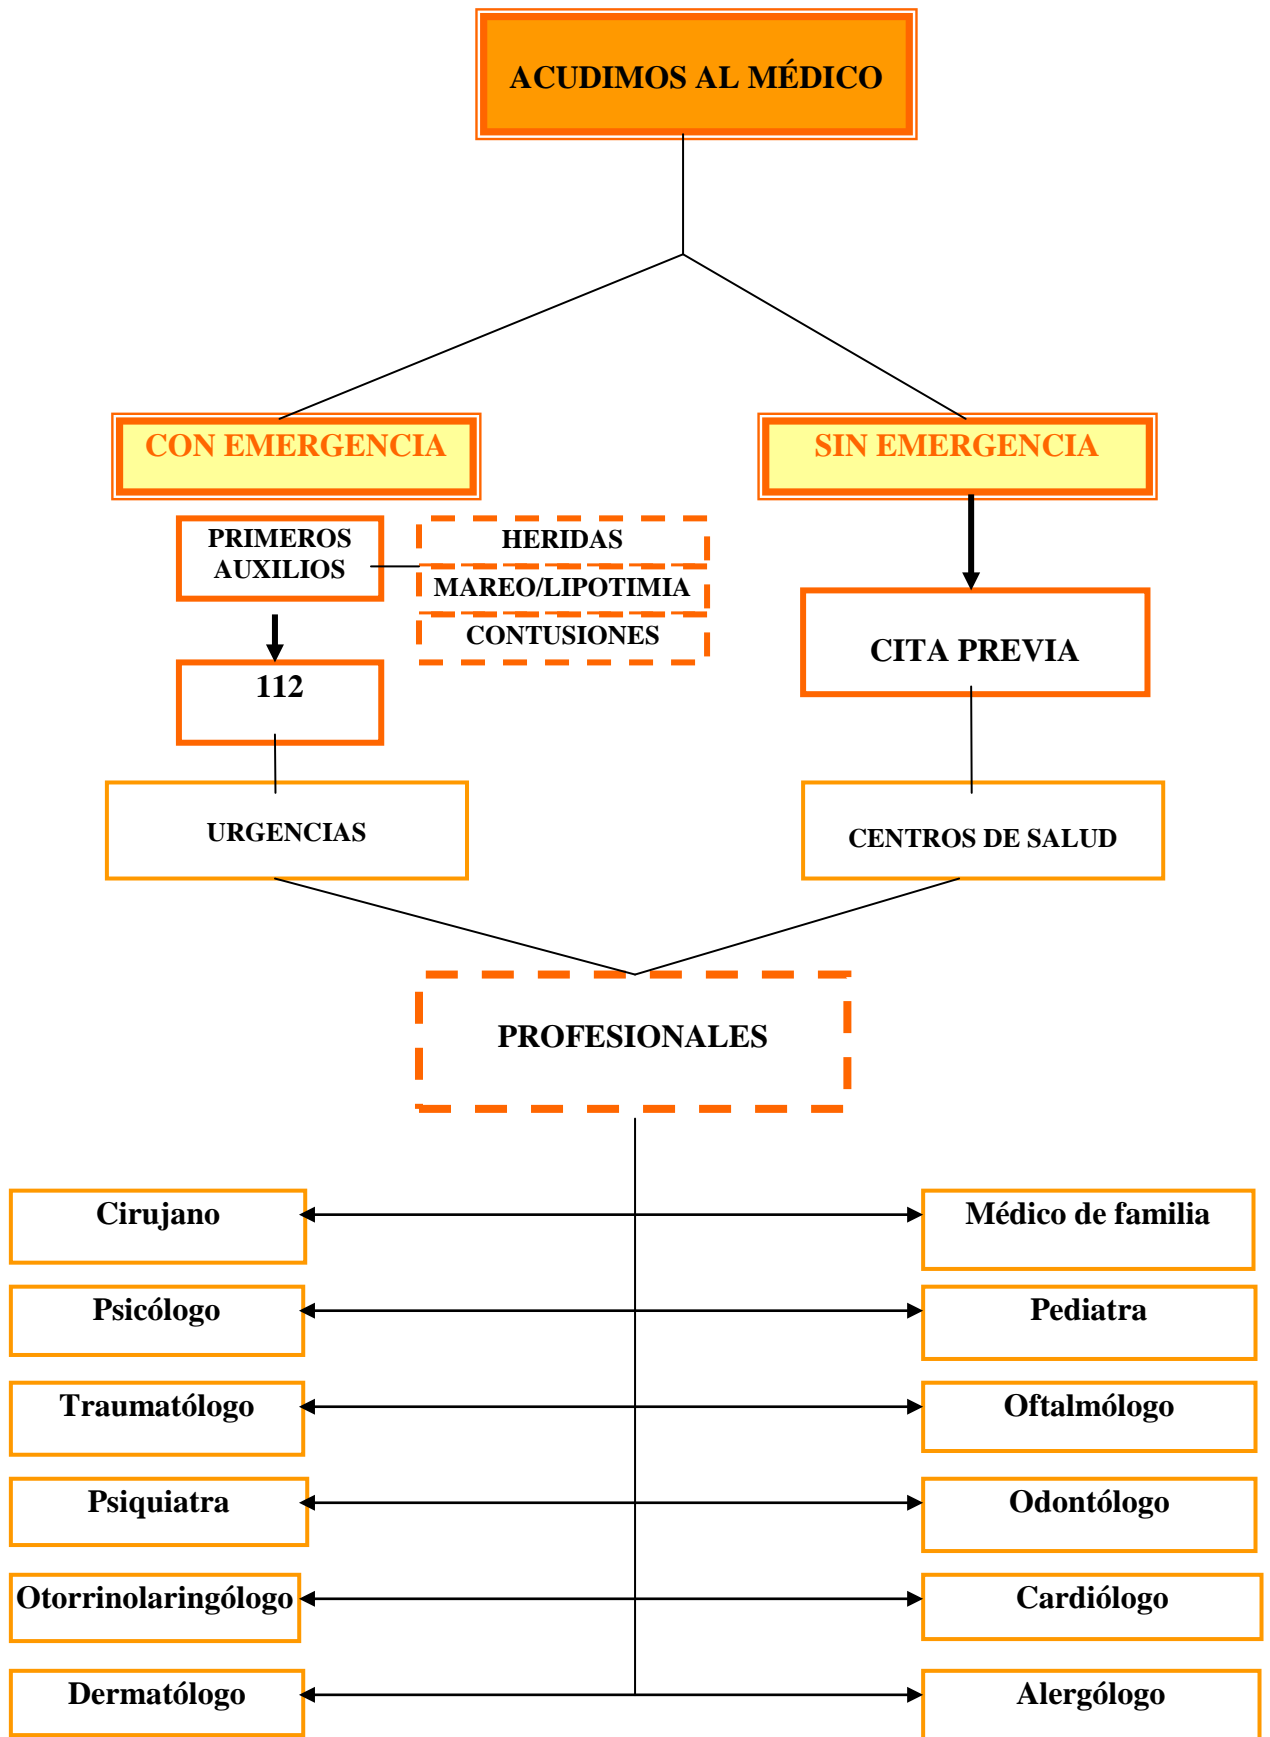 ACUDIMOS AL MÉDICO
CON EMERGENCIA
SIN EMERGENCIA
PRIMEROS
AUXILIOS
HERIDAS
MAREO/LIPOTIMIA
CONTUSIONES
112
CITA PREVIA
URGENCIAS
CENTROS DE SALUD
PROFESIONALES
Cirujano
Médico de familia
Psicólogo
Pediatra
Traumatólogo
Oftalmólogo
Psiquiatra
Odontólogo
Otorrinolaringólogo
Cardiólogo
Dermatólogo
Alergólogo